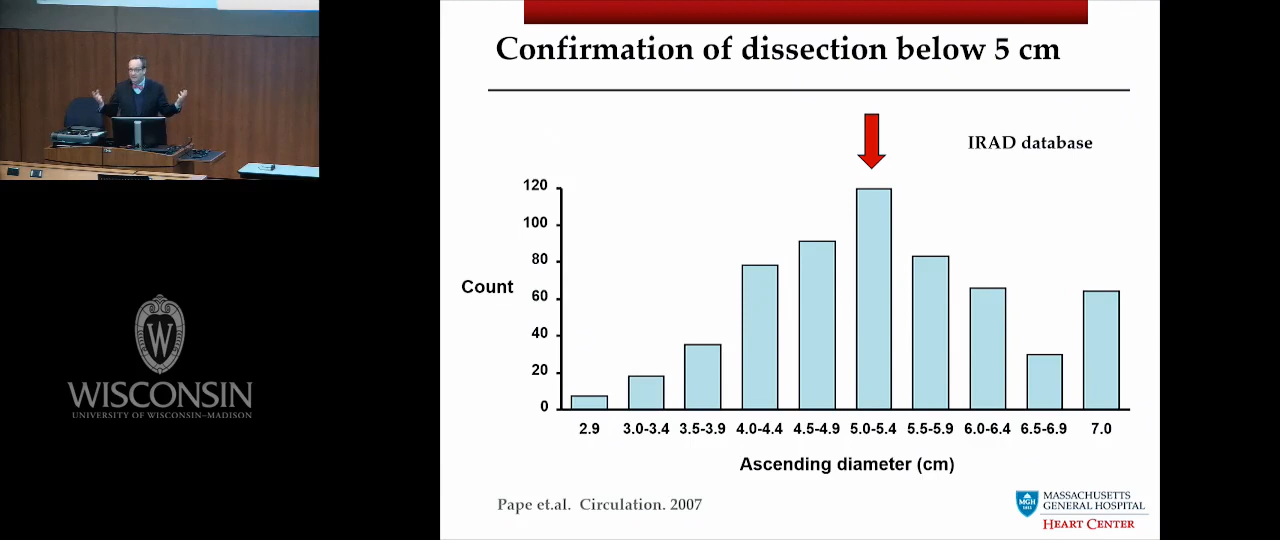 Confirmation of dissection below 5 cm
IRAD database
120
100
80
60
40
20
0
Count
2.9 3.0-3.4 3.5-3.9 4.0-4.4 4.5-4.9 5.0-5.4 5.5-5.9 6.0-6.4 6.5-6.9 7.0
Ascending diameter (cm)
Pape et.al. Circulation. 2007
MGH
1811
MASSACHUSETTS
GENERAL HOSPITAL
HEART CENTER
W
WISCONSIN
UNIVERSITY OF WISCONSIN–MADISON